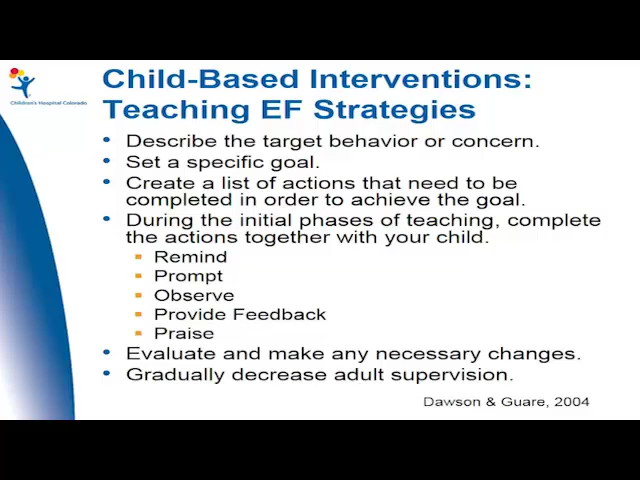 Children's Hospital Colorado
Child-Based Interventions:
Teaching EF Strategies
• Describe the target behavior or concern.
• Set a specific goal.
• Create a list of actions that need to be
completed in order to achieve the goal.
• During the initial phases of teaching, complete
the actions together with your child.
▪ Remind
▪ Prompt
▪ Observe
▪ Provide Feedback
▪ Praise
• Evaluate and make any necessary changes.
• Gradually decrease adult supervision.
Dawson & Guare, 2004